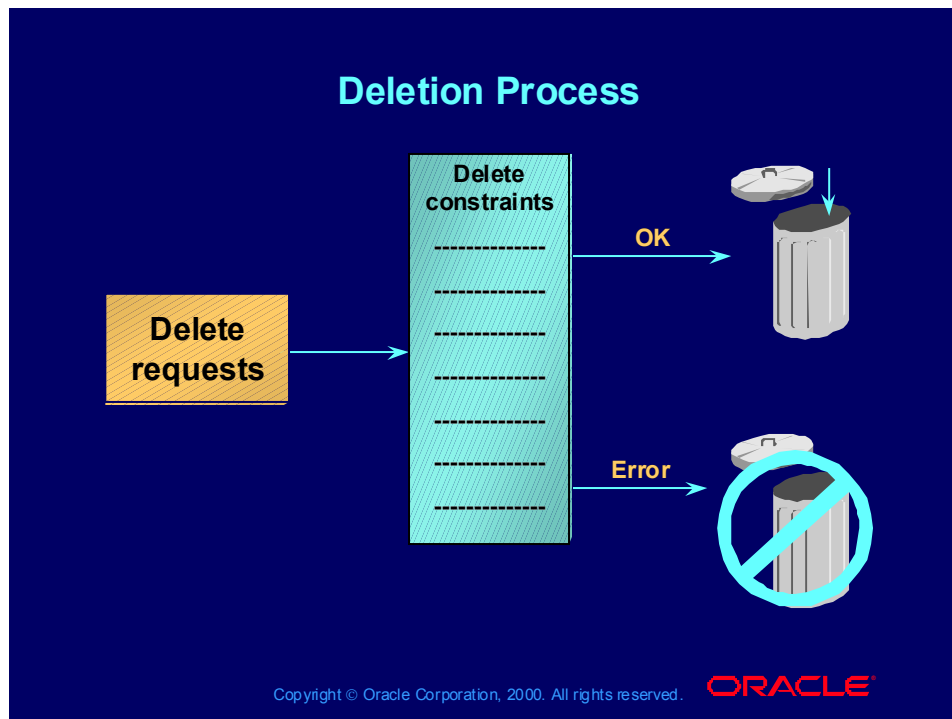 Deletion Process
Delete
constraints
--------------
--------------
--------------
--------------
--------------
--------------
--------------
OK
Delete
requests
Error
Copyright © Oracle Corporation, 2000. All rights reserved.
ORACLE®